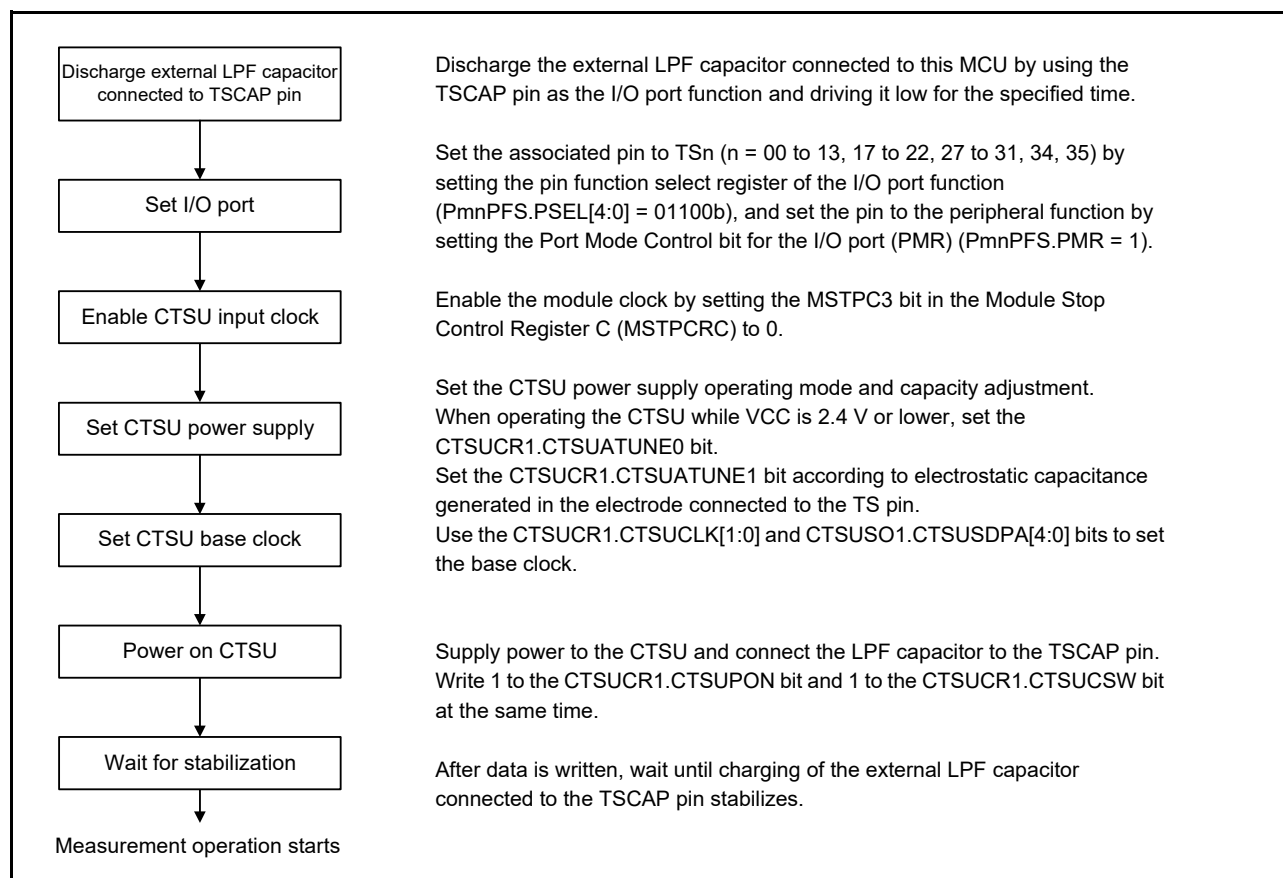 Discharge external LPF capacitor
connected to TSCAP pin
Discharge the external LPF capacitor connected to this MCU by using the
TSCAP pin as the I/O port function and driving it low for the specified time.
Set I/O port
Set the associated pin to TSn (n = 00 to 13, 17 to 22, 27 to 31, 34, 35) by
setting the pin function select register of the I/O port function
(PmnPFS.PSEL[4:0] = 01100b), and set the pin to the peripheral function by
setting the Port Mode Control bit for the I/O port (PMR) (PmnPFS.PMR = 1).
Enable CTSU input clock
Enable the module clock by setting the MSTPC3 bit in the Module Stop
Control Register C (MSTPCRC) to 0.
Set CTSU power supply
Set the CTSU power supply operating mode and capacity adjustment.
When operating the CTSU while VCC is 2.4 V or lower, set the
CTSUCR1.CTSUATUNE0 bit.
Set the CTSUCR1.CTSUATUNE1 bit according to electrostatic capacitance
generated in the electrode connected to the TS pin.
Set CTSU base clock
Use the CTSUCR1.CTSUCLK[1:0] and CTSUSO1.CTSUSDPA[4:0] bits to set
the base clock.
Power on CTSU
Supply power to the CTSU and connect the LPF capacitor to the TSCAP pin.
Write 1 to the CTSUCR1.CTSUPON bit and 1 to the CTSUCR1.CTSUCSW bit
at the same time.
Wait for stabilization
After data is written, wait until charging of the external LPF capacitor
connected to the TSCAP pin stabilizes.
Measurement operation starts